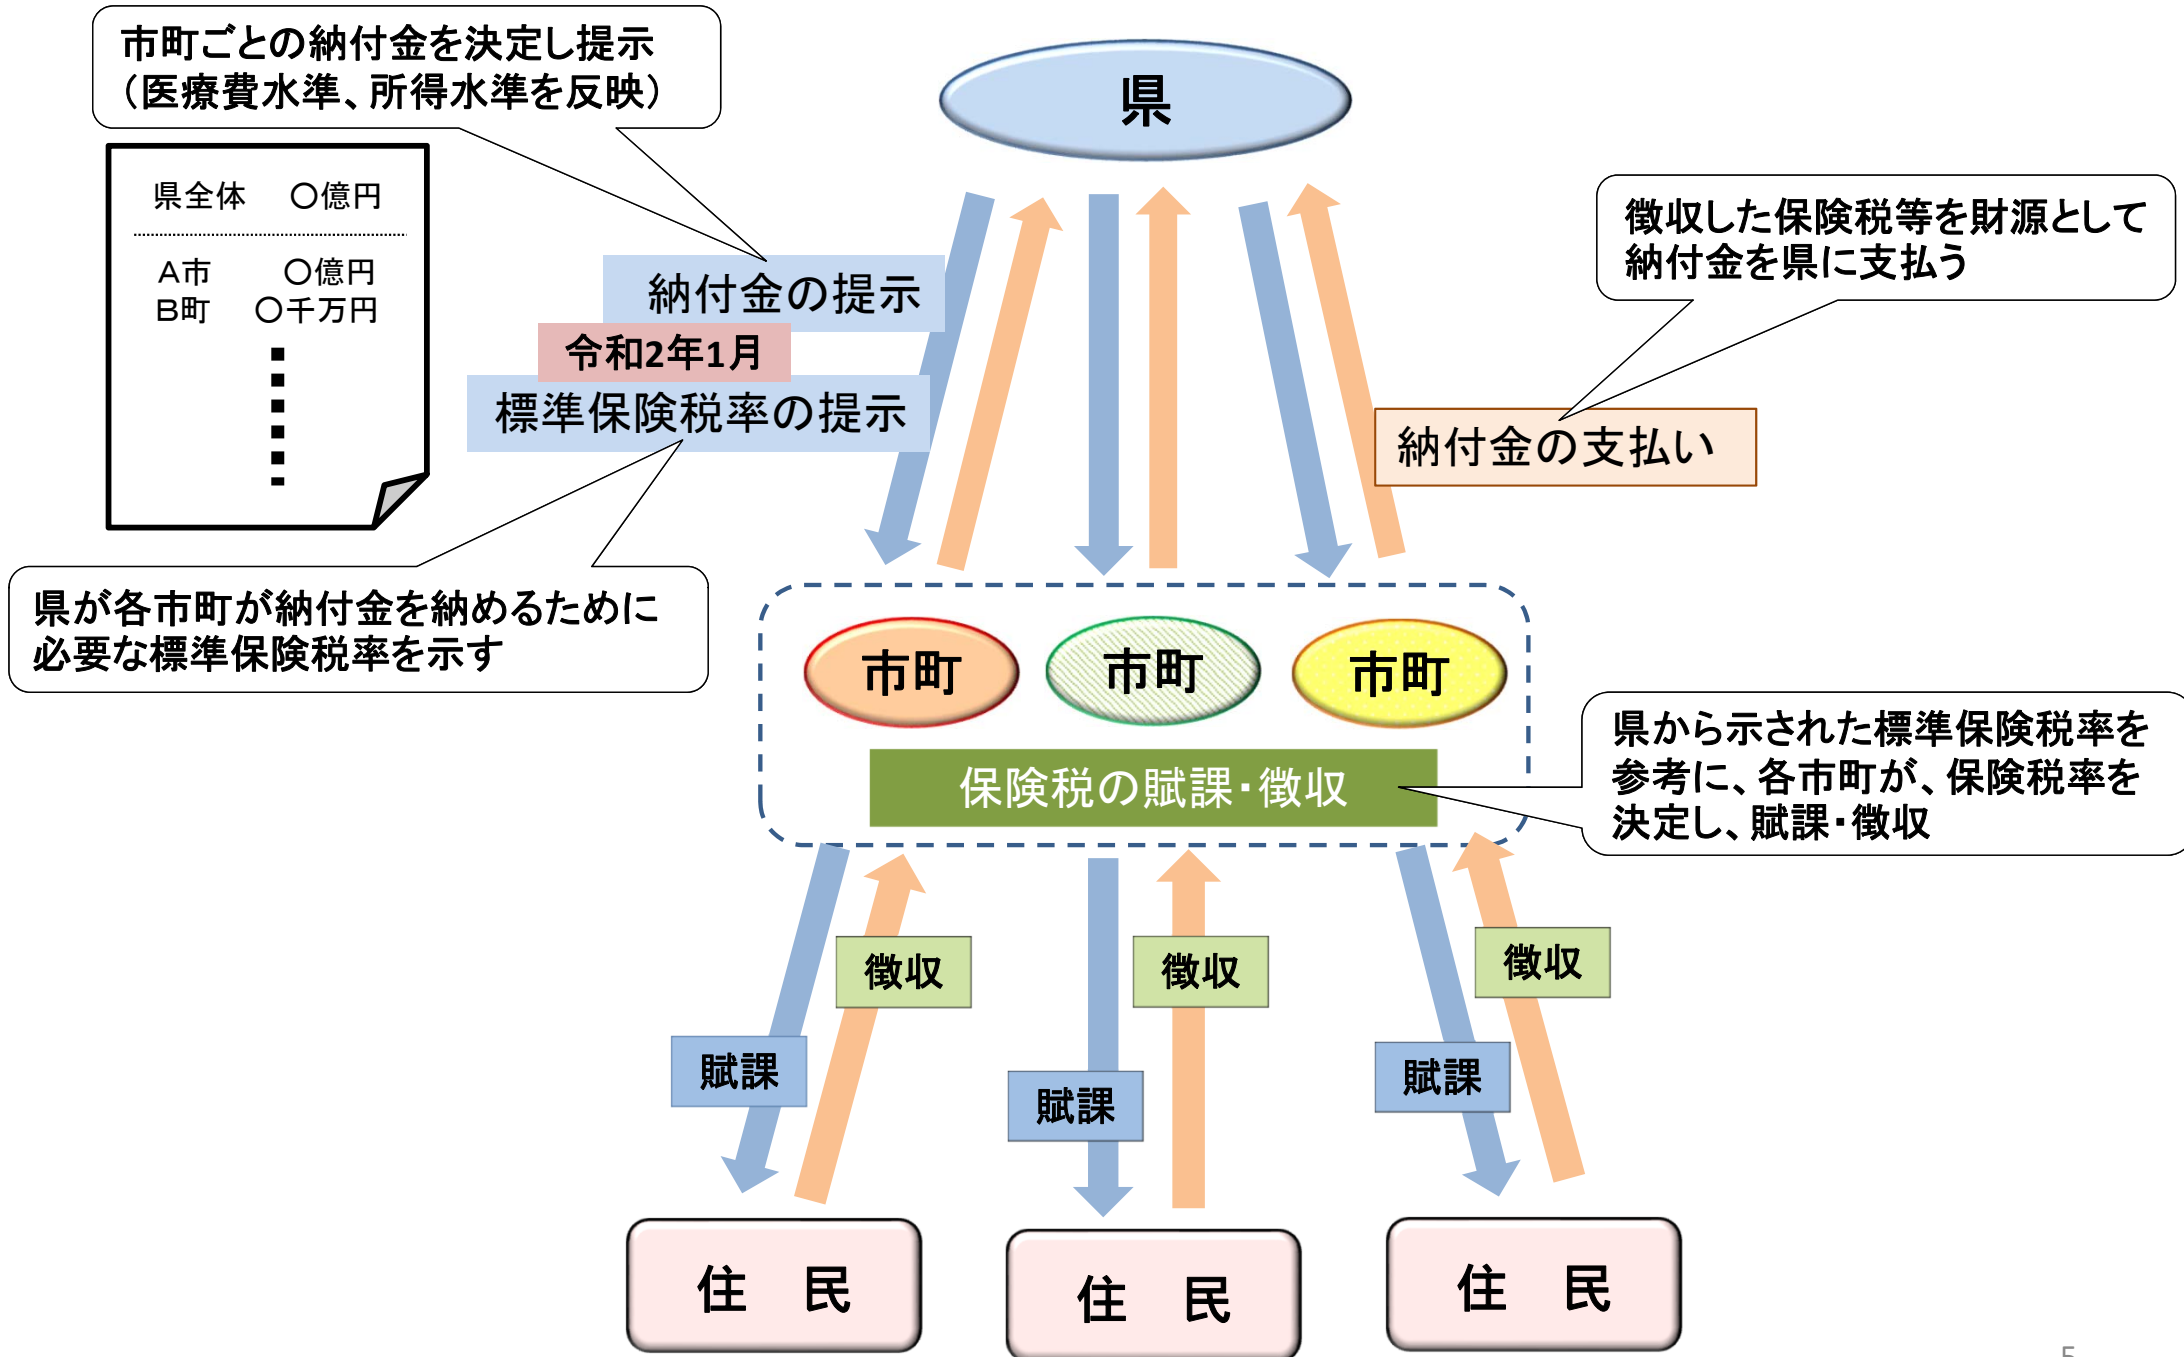 市町ごとの納付金を決定し提示
（医療費水準、所得水準を反映）
県
県全体　〇億円
A市　〇億円
B町　〇千万円
納付金の提示
令和2年1月
標準保険税率の提示
徴収した保険税等を財源として
納付金を県に支払う
納付金の支払い
県が各市町が納付金を納めるために
必要な標準保険税率を示す
市町
市町
市町
保険税の賦課・徴収
県から示された標準保険税率を
参考に、各市町が、保険税率を
決定し、賦課・徴収
徴収
徴収
徴収
賦課
賦課
賦課
住　民
住　民
住　民
5